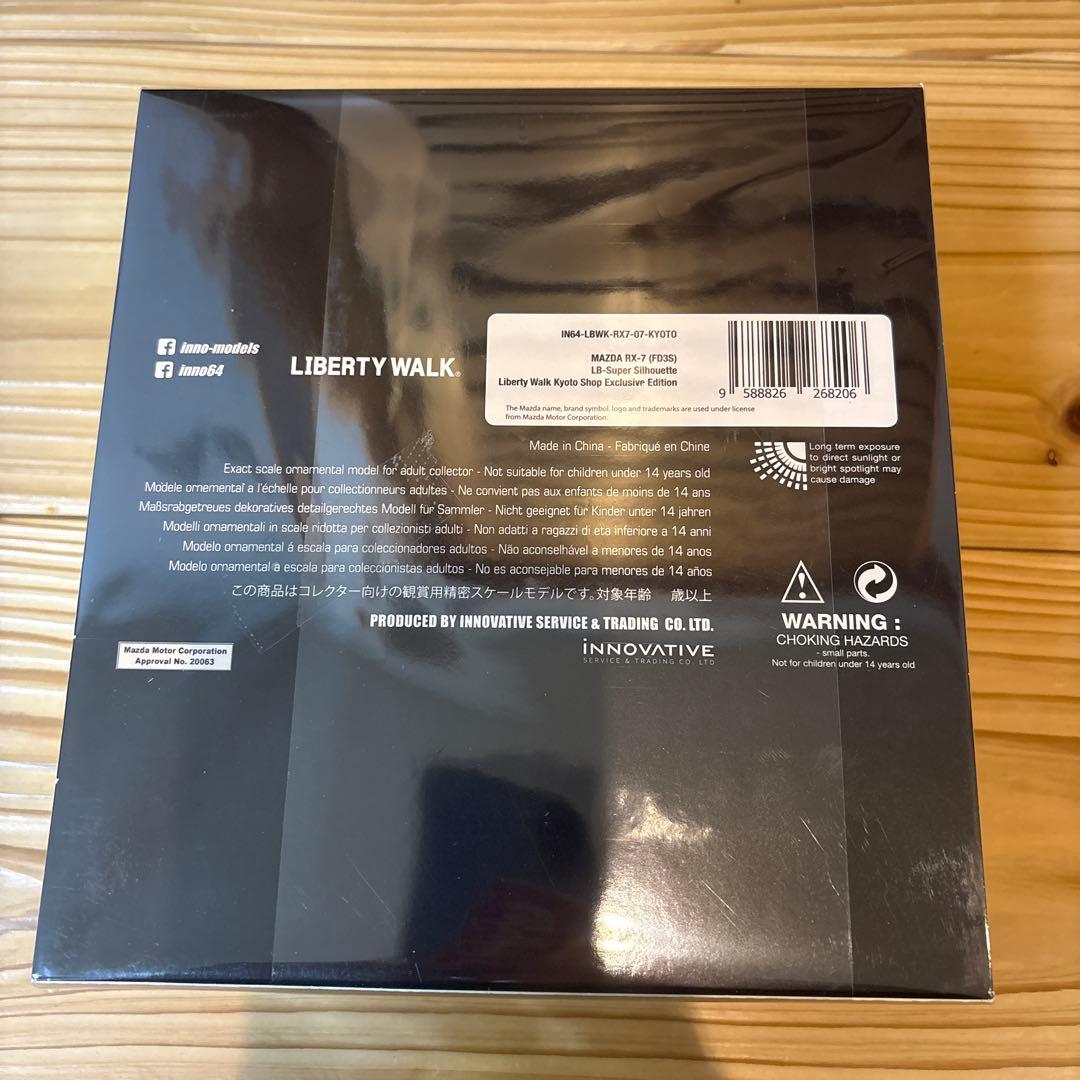 inno-models
inno64
LIBERTY WALK®
IN64-LBWK-RX7-07-KYOTO
MAZDA RX-7 (FD3S)
LB-Super Silhouette
Liberty Walk Kyoto Shop Exclusive Edition
9 588826 268206
The Mazda name, brand symbol, logo and trademarks are used under license
from Mazda Motor Corporation.
Made in China - Fabriqué en Chine
Long term exposure
to direct sunlight or
bright spotlight may
cause damage
Exact scale ornamental model for adult collector - Not suitable for children under 14 years old
Modele ornemental a l'échelle pour collectionneurs adultes - Ne convient pas aux enfants de moins de 14 ans
Maßsrabgetreues dekoratives detailgerechtes Modell für Sammler - Nicht geeignet für Kinder unter 14 jahren
Modelli ornamentali in scale ridotta per collezionisti adulti - Non adatti a ragazzi di eta inferiore a 14 anni
Modelo ornamental á escala para coleccionadores adultos - Não aconselhável a menores de 14 anos
Modelo ornamental a escala para coleccionistas adultos - No es aconsejable para menores de 14 años
この商品はコレクター向けの観賞用精密スケールモデルです。対象年齢 歳以上
PRODUCED BY INNOVATIVE SERVICE & TRADING CO. LTD.
INNOVATIVE
SERVICE & TRADING CO. LTD
WARNING :
CHOKING HAZARDS
- small parts.
Not for children under 14 years old
Mazda Motor Corporation
Approval No. 20063